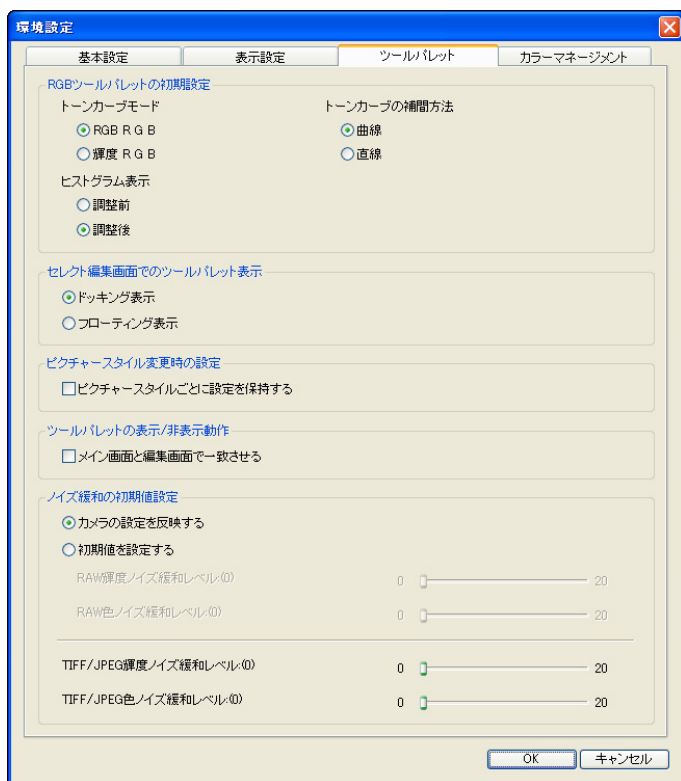 環境設定
基本設定 表示設定 ツールパレット カラーマネージメント
RGBツールパレットの初期設定
トーンカーブモード トーンカーブの補間方法
RGB R G B 曲線
輝度 R G B 直線
ヒストグラム表示
調整前
調整後
セレクト編集画面でのツールパレット表示
ドッキング表示
フローティング表示
ピクチャースタイル変更時の設定
ピクチャースタイルごとに設定を保持する
ツールパレットの表示/非表示動作
メイン画面と編集画面で一致させる
ノイズ緩和の初期値設定
カメラの設定を反映する
初期値を設定する
RAW輝度ノイズ緩和レベル:(0) 0 20
RAW色ノイズ緩和レベル:(0) 0 20
TIFF/JPEG輝度ノイズ緩和レベル:(0) 0 20
TIFF/JPEG色ノイズ緩和レベル:(0) 0 20
OK キャンセル